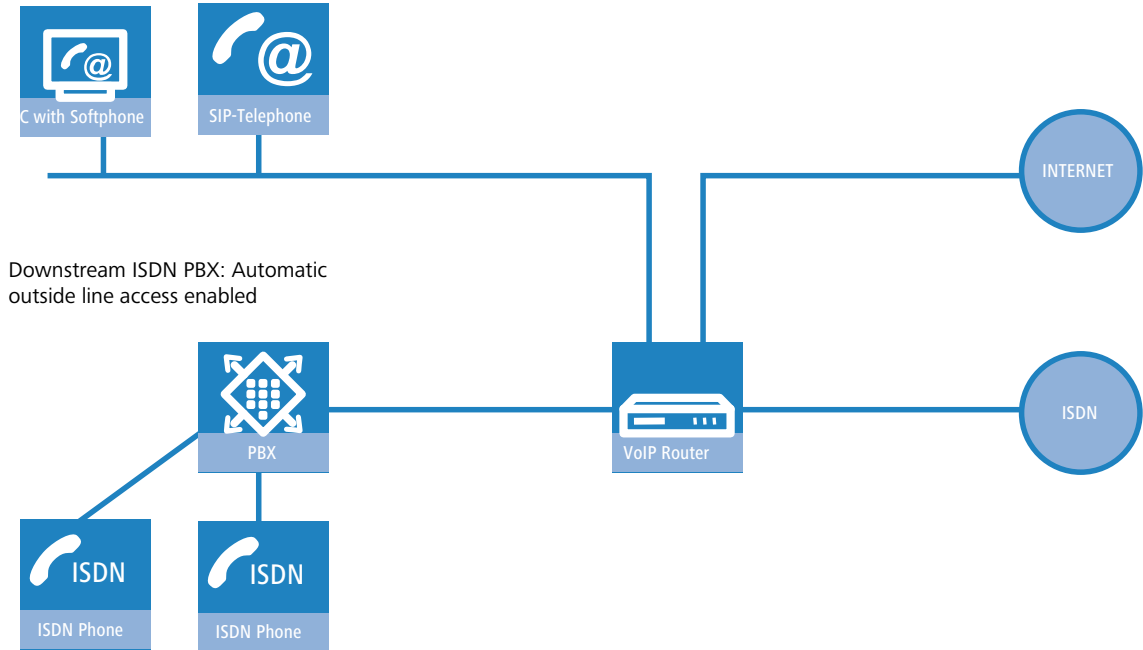 @
C with Softphone
@
SIP-Telephone
INTERNET
Downstream ISDN PBX: Automatic
outside line access enabled
PBX
VoIP Router
ISDN
ISDN
ISDN Phone
ISDN
ISDN Phone